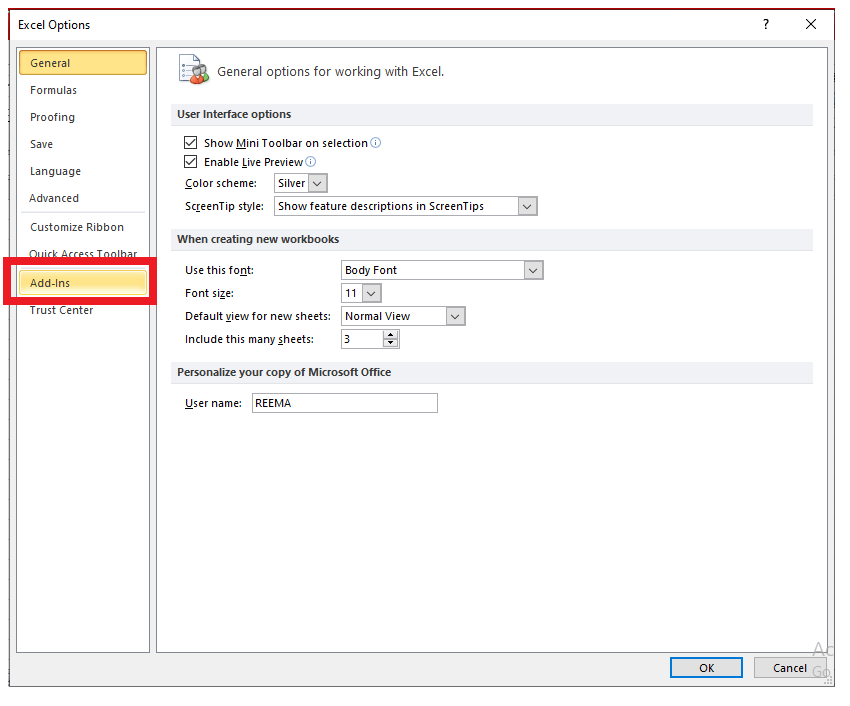 Excel Options
?
General
Formulas
Proofing
Save
Language
Advanced
Customize Ribbon
Quick Access Toolbar
Add-Ins
Trust Center
General options for working with Excel.
User Interface options
Show Mini Toolbar on selection
Enable Live Preview
Color scheme: Silver
ScreenTip style: Show feature descriptions in ScreenTips
When creating new workbooks
Use this font: Body Font
Font size: 11
Default view for new sheets: Normal View
Include this many sheets: 3
Personalize your copy of Microsoft Office
User name: REEMA
OK Cancel